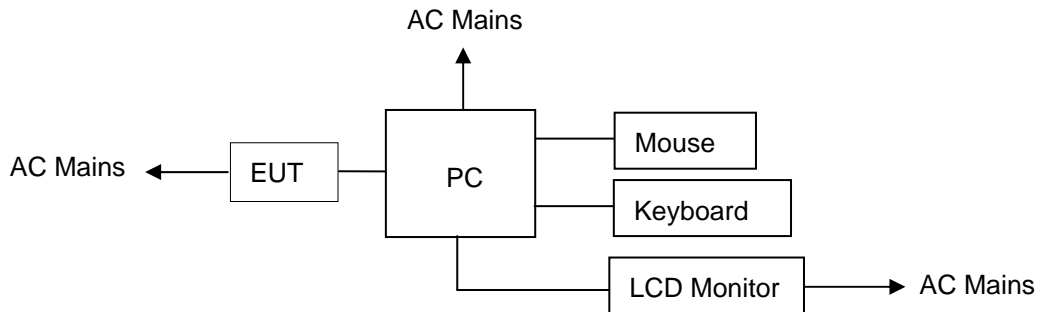 AC Mains
Mouse
AC Mains
EUT
PC
Keyboard
LCD Monitor
AC Mains